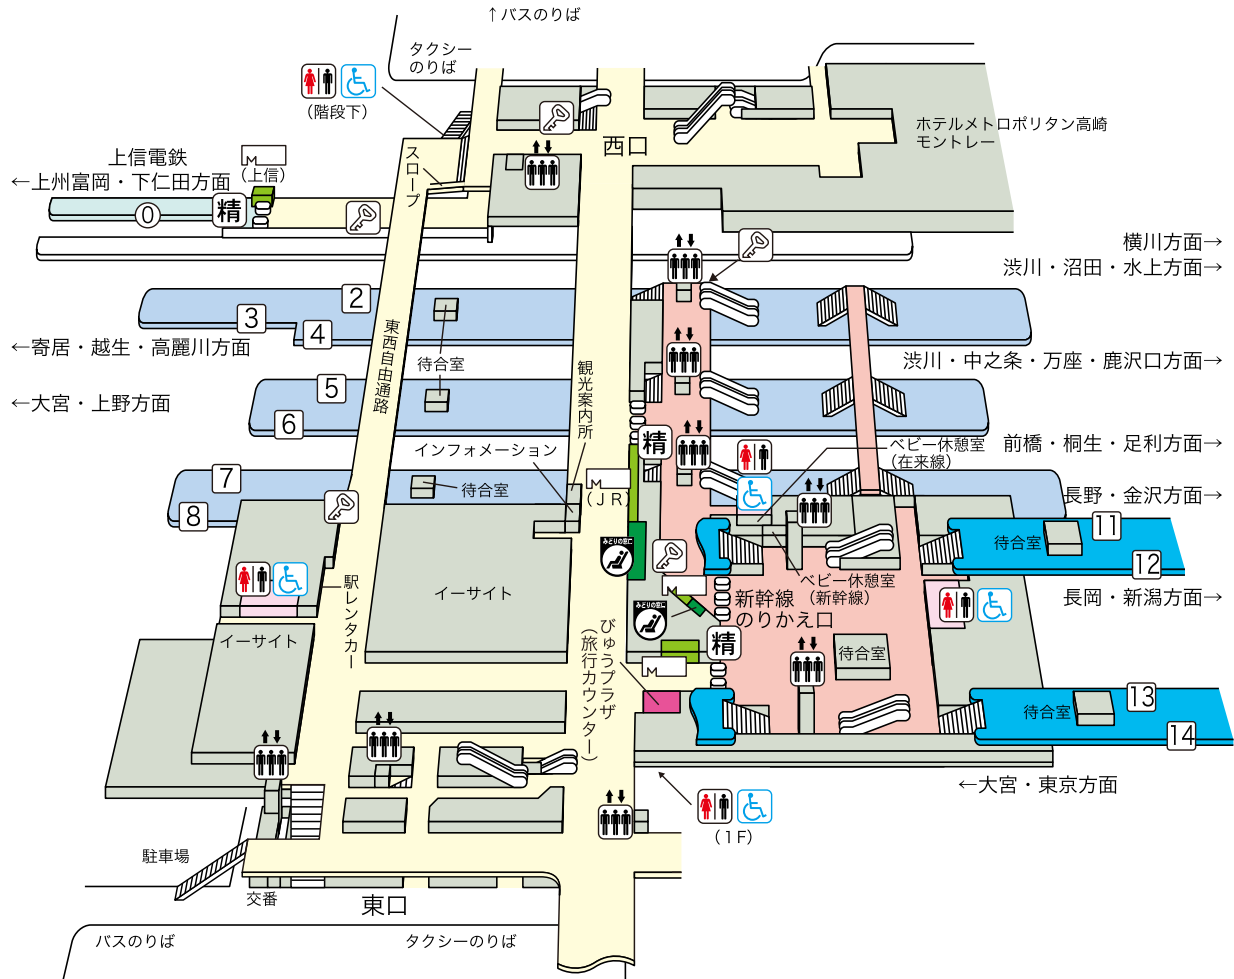 ↑バスのりば
タクシー
のりば
(階段下)
ホテルメトロポリタン高崎
モントレー
西口
上信電鉄
M
(上信)
←上州富岡・下仁田方面
スロープ
精
0
横川方面→
渋川・沼田・水上方面→
2
3
4
東西自由通路
待合室
←寄居・越生・高麗川方面
渋川・中之条・万座・鹿沢口方面→
観光案内所
5
6
←大宮・上野方面
インフォメーション
精
ベビー休憩室
(在来線)
前橋・桐生・足利方面→
7
8
待合室
M
(JR)
長野・金沢方面→
11
12
待合室
みどりの窓口
ベビー休憩室
(新幹線)
M
新幹線
のりかえ口
長岡・新潟方面→
イーサイト
駅レンタカー
みどりの窓口
イーサイト
びゅうプラザ
(旅行カウンター)
精
待合室
M
13
14
待合室
←大宮・東京方面
(1F)
駐車場
交番
東口
バスのりば
タクシーのりば